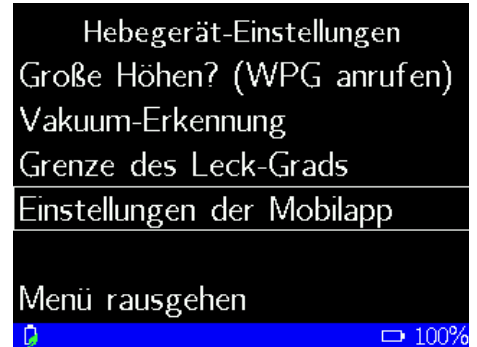 Hebegerät-Einstellungen
Große Höhen? (WPG anrufen)
Vakuum-Erkennung
Grenze des Leck-Grads
Einstellungen der Mobilapp
Menü rausgehen
100%